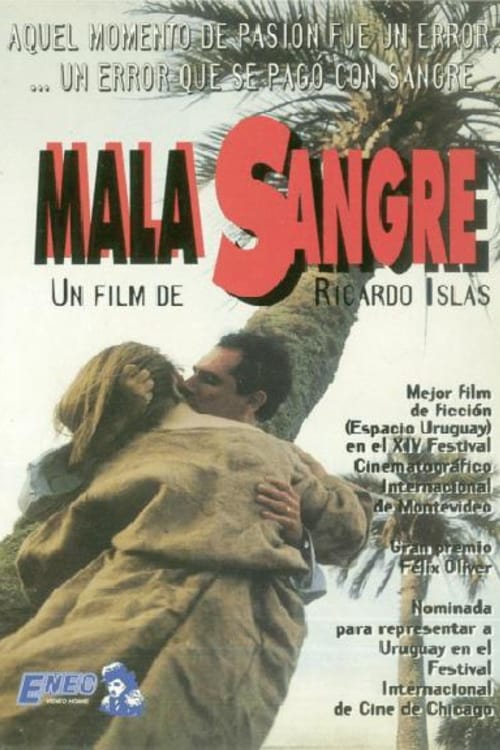 AQUEL MOMENTO DE PASIÓN FUE UN ERROR,
... UN ERROR QUE SE PAGÓ CON SANGRE
MALA SANGRE
UN FILM DE RICARDO ISLAS
Mejor film
de ficción
(Espacio Uruguay)
en el XIV Festival
Cinematográfico
Internacional
de Montevideo
Gran premio
Félix Oliver
Nominada
para representar a
Uruguay en el
Festival
Internacional
de Cine de Chicago
ENEC
VIDEO HOME